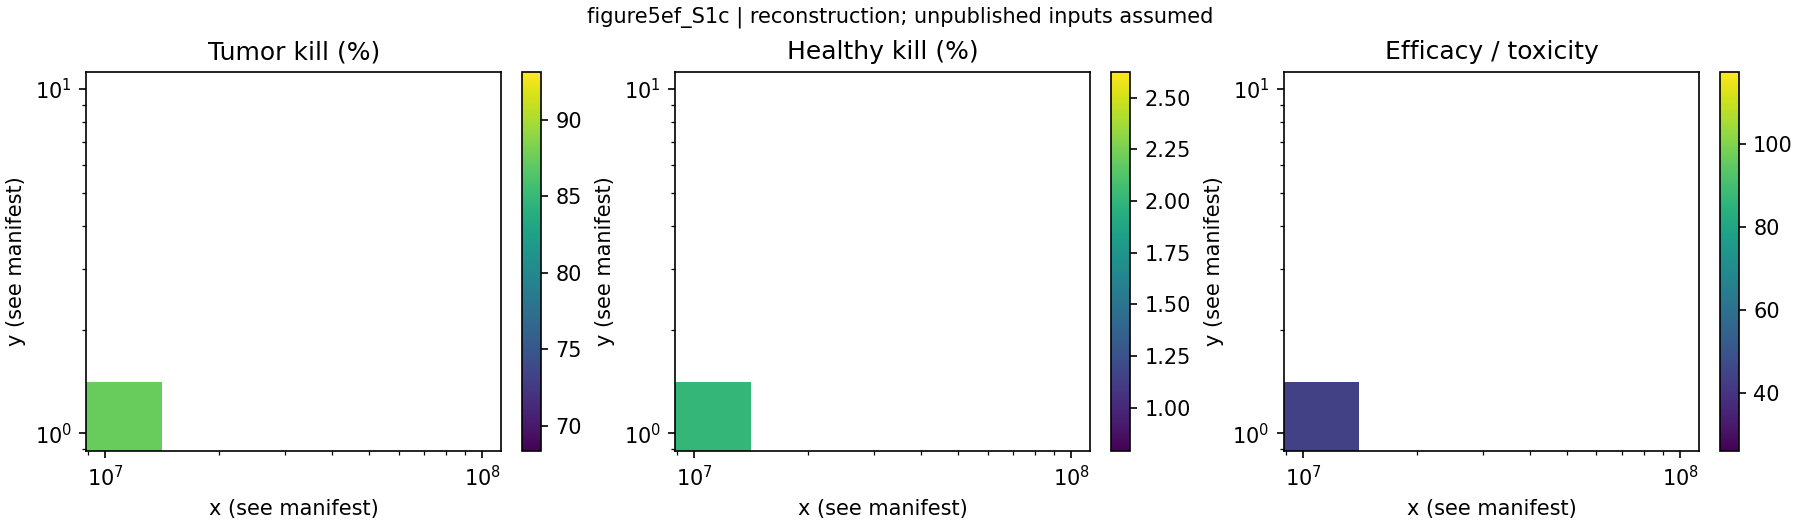 figure5ef_S1c | reconstruction; unpublished inputs assumed
Tumor kill (%)
10¹
10⁰
10⁷
10⁸
y (see manifest)
x (see manifest)
90
85
80
75
70
Healthy kill (%)
10¹
10⁰
10⁷
10⁸
y (see manifest)
x (see manifest)
2.50
2.25
2.00
1.75
1.50
1.25
1.00
Efficacy / toxicity
10¹
10⁰
10⁷
10⁸
y (see manifest)
x (see manifest)
100
80
60
40